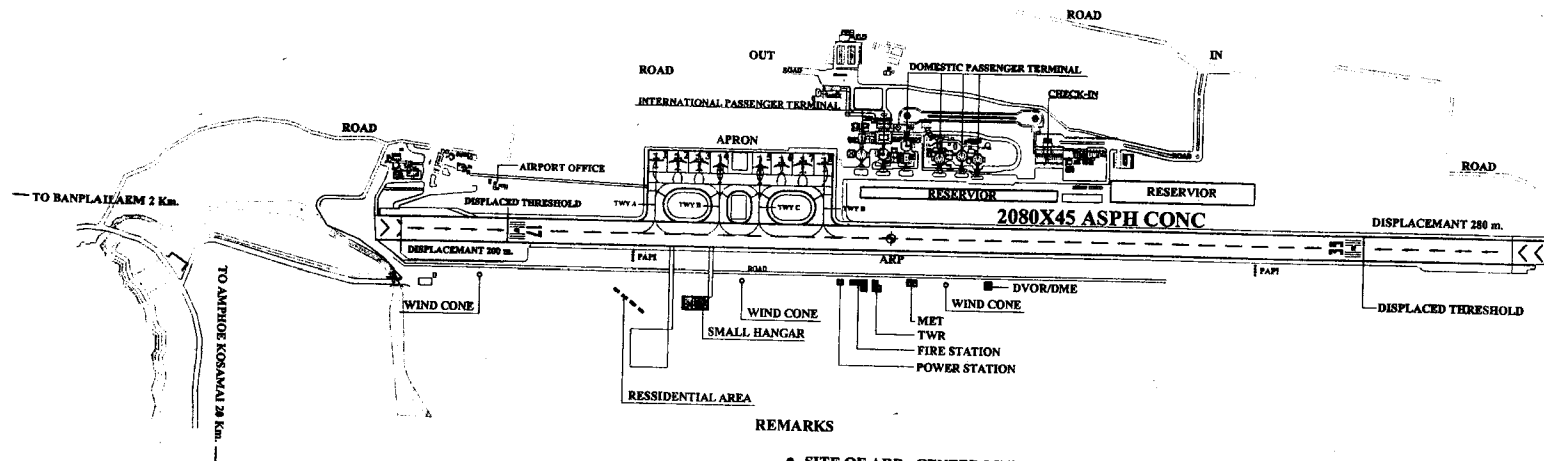 ROAD
OUT
IN
ROAD
ROAD
DOMESTIC PASSENGER TERMINAL
CHECK-IN
INTERNATIONAL PASSENGER TERMINAL
ROAD
APRON
ROAD
ROAD
AIRPORT OFFICE
RESERVIOR
RESERVIOR
TO BANPLAILAEM 2 Km.
DISPLACED THRESHOLD
TWY A
TWY B
TWY C
2080X45 ASPH CONC
DISPLACEMANT 280 m.
DISPLACEMANT 200 m.
PAPI
ARP
ROAD
PAPI
TO AMPHOE KOSAMAI 20 Km.
WIND CONE
WIND CONE
WIND CONE
DVOR/DME
DISPLACED THRESHOLD
SMALL HANGAR
MET
TWR
FIRE STATION
POWER STATION
RESSIDENTIAL AREA
REMARKS